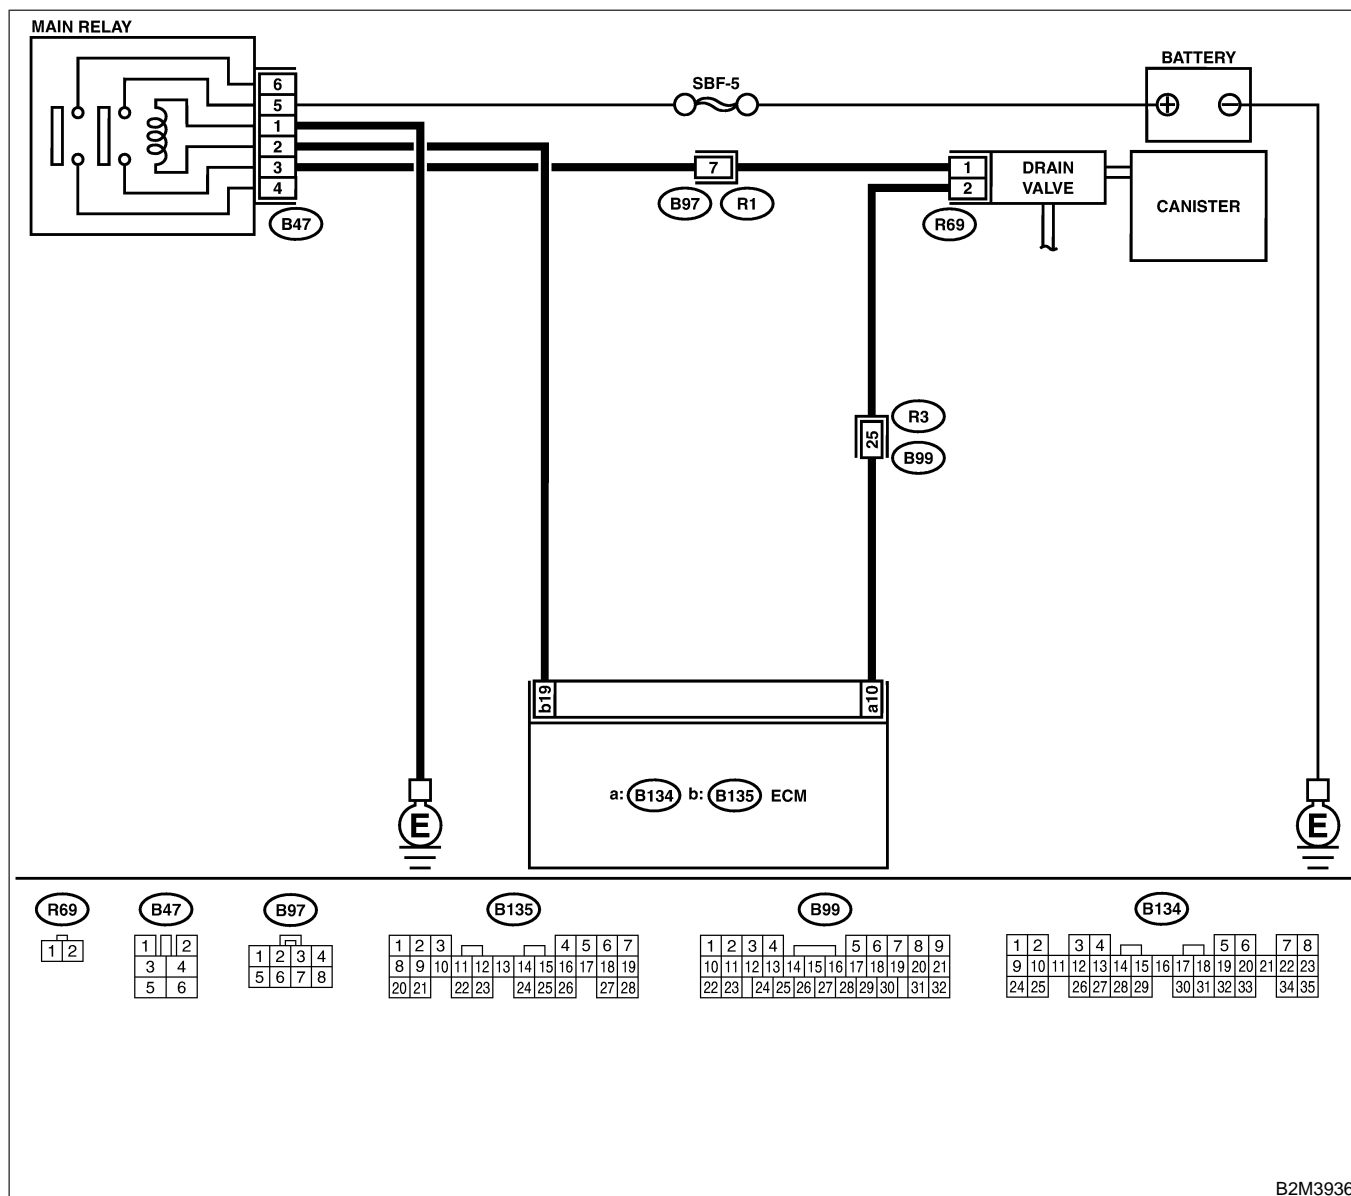 MAIN RELAY
6
5
1
2
3
4
B47
SBF-5
BATTERY
+ −
7
B97 R1
1
2
R69
DRAIN
VALVE
CANISTER
25
R3
B99
b19
a10
a: B134 b: B135 ECM
E
E
R69
1 2
B47
1 2
3 4
5 6
B97
1 2 3 4
5 6 7 8
B135
1 2 3 4 5 6 7
8 9 10 11 12 13 14 15 16 17 18 19
20 21 22 23 24 25 26 27 28
B99
1 2 3 4 5 6 7 8 9
10 11 12 13 14 15 16 17 18 19 20 21
22 23 24 25 26 27 28 29 30 31 32
B134
1 2 3 4 5 6 7 8
9 10 11 12 13 14 15 16 17 18 19 20 21 22 23
24 25 26 27 28 29 30 31 32 33 34 35
B2M3936